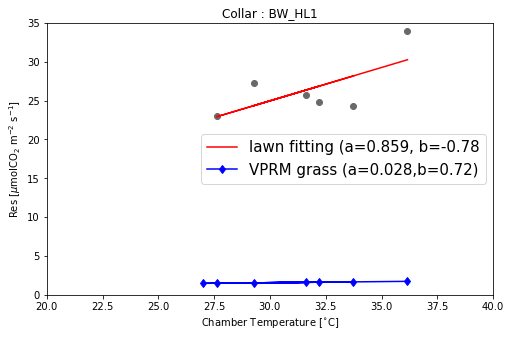 Collar : BW_HL1
35
30
25
20
15
10
5
0
Res [μmolCO₂ m⁻² s⁻¹]
lawn fitting (a=0.859, b=-0.78
VPRM grass (a=0.028,b=0.72)
20.0 22.5 25.0 27.5 30.0 32.5 35.0 37.5 40.0
Chamber Temperature [°C]